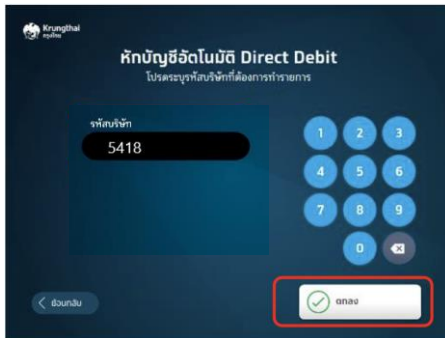 Krungthai
กรุงไทย
หักบัญชีอัตโนมัติ Direct Debit
โปรดระบุรหัสบริษัทที่ต้องการทำรายการ
รหัสบริษัท
5418
1 2 3
4 5 6
7 8 9
0
ย้อนกลับ
ตกลง